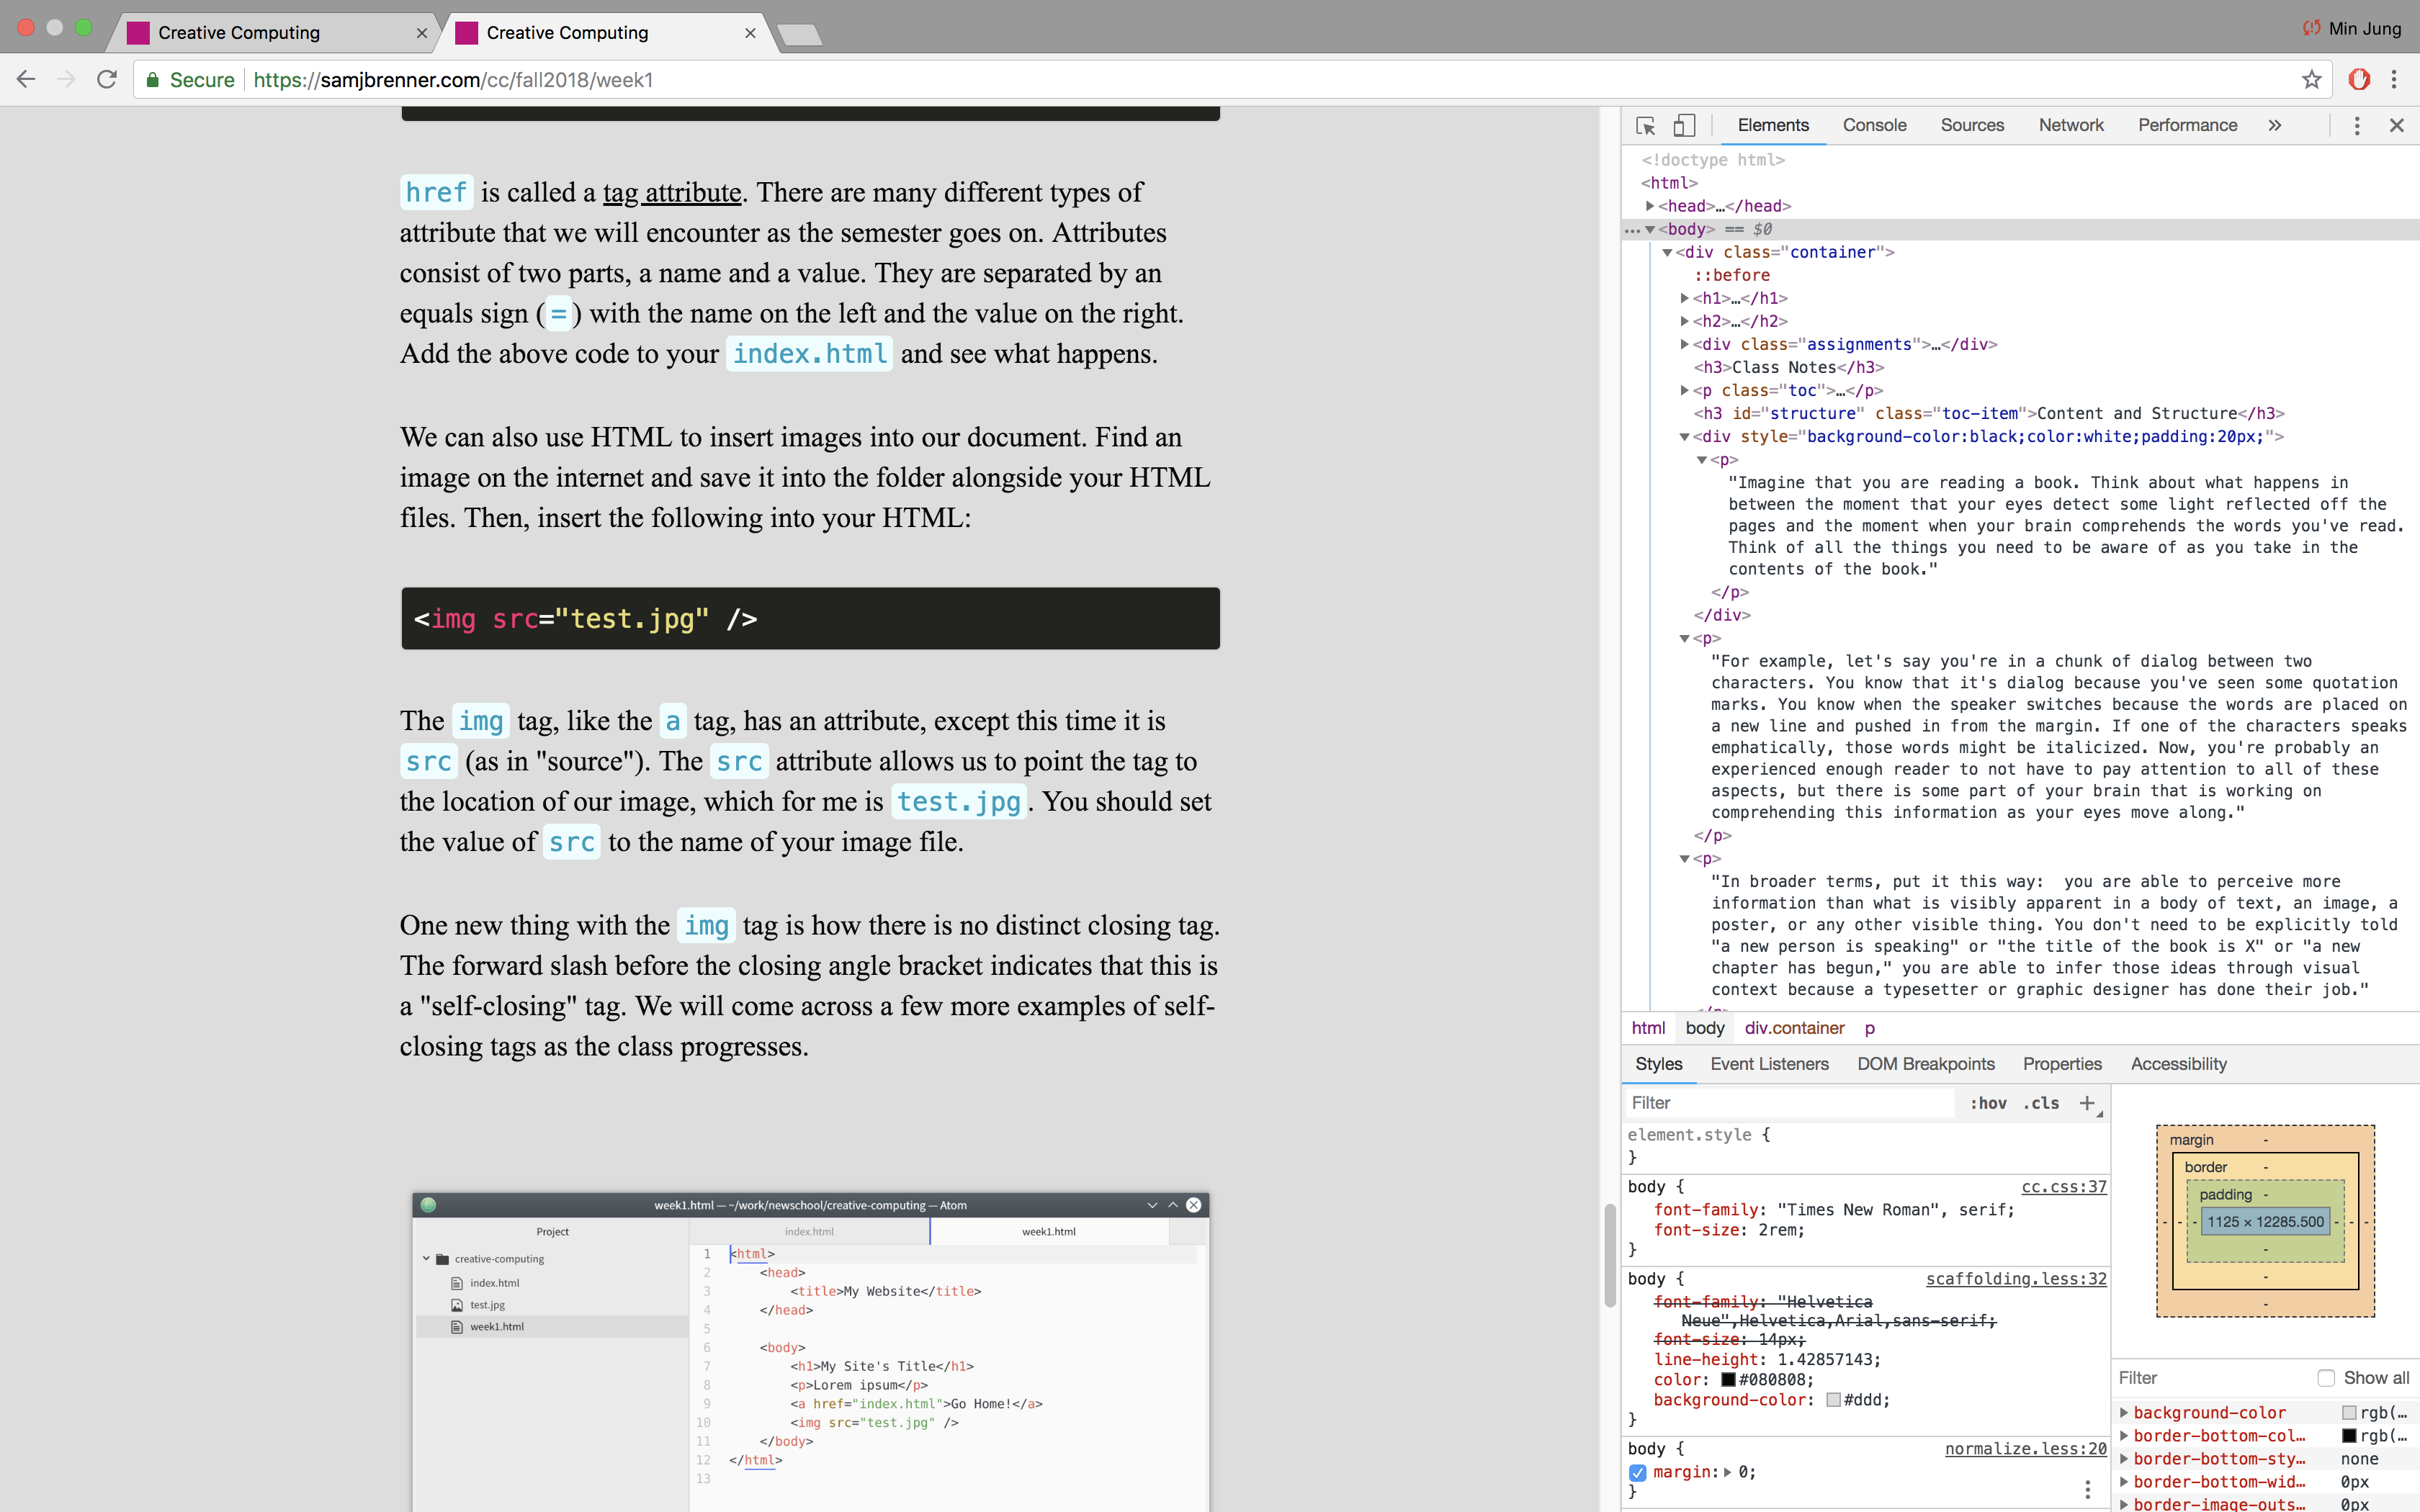 Creative Computing
Creative Computing
Min Jung
Secure https://samjbrenner.com/cc/fall2018/week1
href is called a tag attribute. There are many different types of
attribute that we will encounter as the semester goes on. Attributes
consist of two parts, a name and a value. They are separated by an
equals sign (=) with the name on the left and the value on the right.
Add the above code to your index.html and see what happens.
We can also use HTML to insert images into our document. Find an
image on the internet and save it into the folder alongside your HTML
files. Then, insert the following into your HTML:
<img src="test.jpg" />
The img tag, like the a tag, has an attribute, except this time it is
src (as in "source"). The src attribute allows us to point the tag to
the location of our image, which for me is test.jpg. You should set
the value of src to the name of your image file.
One new thing with the img tag is how there is no distinct closing tag.
The forward slash before the closing angle bracket indicates that this is
a "self-closing" tag. We will come across a few more examples of self-
closing tags as the class progresses.
week1.html — ~/work/newschool/creative-computing — Atom
Project
index.html
week1.html
creative-computing
index.html
test.jpg
week1.html
1 <html>
2 <head>
3 <title>My Website</title>
4 </head>
5
6 <body>
7 <h1>My Site's Title</h1>
8 <p>Lorem ipsum</p>
9 <a href="index.html">Go Home!</a>
10 <img src="test.jpg" />
11 </body>
12 </html>
13
Elements Console Sources Network Performance »
<!doctype html>
<html>
<head>…</head>
… <body> == $0
<div class="container">
::before
<h1>…</h1>
<h2>…</h2>
<div class="assignments">…</div>
<h3>Class Notes</h3>
<p class="toc">…</p>
<h3 id="structure" class="toc-item">Content and Structure</h3>
<div style="background-color:black;color:white;padding:20px;">
<p>
"Imagine that you are reading a book. Think about what happens in
between the moment that your eyes detect some light reflected off the
pages and the moment when your brain comprehends the words you've read.
Think of all the things you need to be aware of as you take in the
contents of the book."
</p>
</div>
<p>
"For example, let's say you're in a chunk of dialog between two
characters. You know that it's dialog because you've seen some quotation
marks. You know when the speaker switches because the words are placed on
a new line and pushed in from the margin. If one of the characters speaks
emphatically, those words might be italicized. Now, you're probably an
experienced enough reader to not have to pay attention to all of these
aspects, but there is some part of your brain that is working on
comprehending this information as your eyes move along."
</p>
<p>
"In broader terms, put it this way:  you are able to perceive more
information than what is visibly apparent in a body of text, an image, a
poster, or any other visible thing. You don't need to be explicitly told
"a new person is speaking" or "the title of the book is X" or "a new
chapter has begun," you are able to infer those ideas through visual
context because a typesetter or graphic designer has done their job."
</p>
html body div.container p
Styles Event Listeners DOM Breakpoints Properties Accessibility
Filter :hov .cls +
element.style {
}
body { cc.css:37
font-family: "Times New Roman", serif;
font-size: 2rem;
}
body { scaffolding.less:32
font-family: "Helvetica
Neue",Helvetica,Arial,sans-serif;
font-size: 14px;
line-height: 1.42857143;
color: #080808;
background-color: #ddd;
}
body { normalize.less:20
margin: 0;
}
margin -
border -
padding -
- - - 1125 × 12285.500 - - -
-
-
-
Filter Show all
background-color rgb(…
border-bottom-col… rgb(…
border-bottom-sty… none
border-bottom-wid… 0px
border-image-outs… 0px